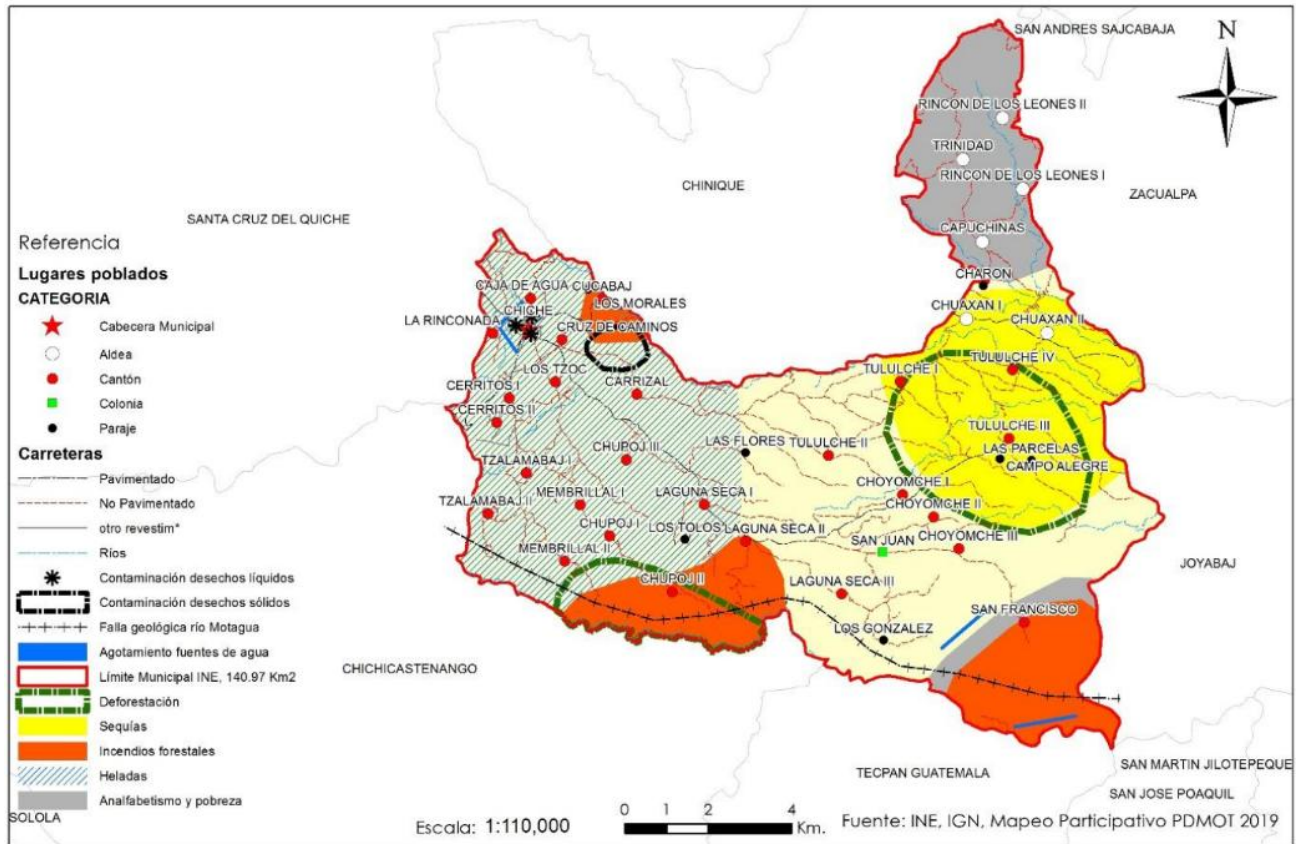 SAN ANDRES SAJCABAJA
N
RINCON DE LOS LEONES II
TRINIDAD
RINCON DE LOS LEONES I
CHINIQUE
ZACUALPA
SANTA CRUZ DEL QUICHE
CAPUCHINAS
CHARON
CAJA DE AGUA
CUCABAJ
LOS MORALES
CHICHE
CHUAXAN I
CHUAXAN II
LA RINCONADA
CRUZ DE CAMINOS
TULULCHE IV
LOS TZOC
TULULCHE I
CERRITOS I
CARRIZAL
CERRITOS II
TULULCHE III
CHUPOJ III
LAS FLORES
TULULCHE II
LAS PARCELAS
CAMPO ALEGRE
TZALAMABAJ I
CHOYOMCHE I
TZALAMABAJ II
MEMBRILLAL I
LAGUNA SECA I
CHOYOMCHE II
CHUPOJ I
LOS TOLOS
LAGUNA SECA II
SAN JUAN
CHOYOMCHE III
MEMBRILLAL II
JOYABAJ
CHUPOJ II
LAGUNA SECA III
SAN FRANCISCO
LOS GONZALEZ
CHICHICASTENANGO
TECPAN GUATEMALA
SAN MARTIN JILOTEPEQUE
SAN JOSE POAQUIL
SOLOLA
Referencia
Lugares poblados
CATEGORIA
Cabecera Municipal
Aldea
Cantón
Colonia
Paraje
Carreteras
Pavimentado
No Pavimentado
otro revestim*
Ríos
Contaminación desechos líquidos
Contaminación desechos sólidos
Falla geológica río Motagua
Agotamiento fuentes de agua
Límite Municipal INE, 140.97 Km2
Deforestación
Sequías
Incendios forestales
Heladas
Analfabetismo y pobreza
Escala: 1:110,000
0 1 2 4
Km.
Fuente: INE, IGN, Mapeo Participativo PDMOT 2019